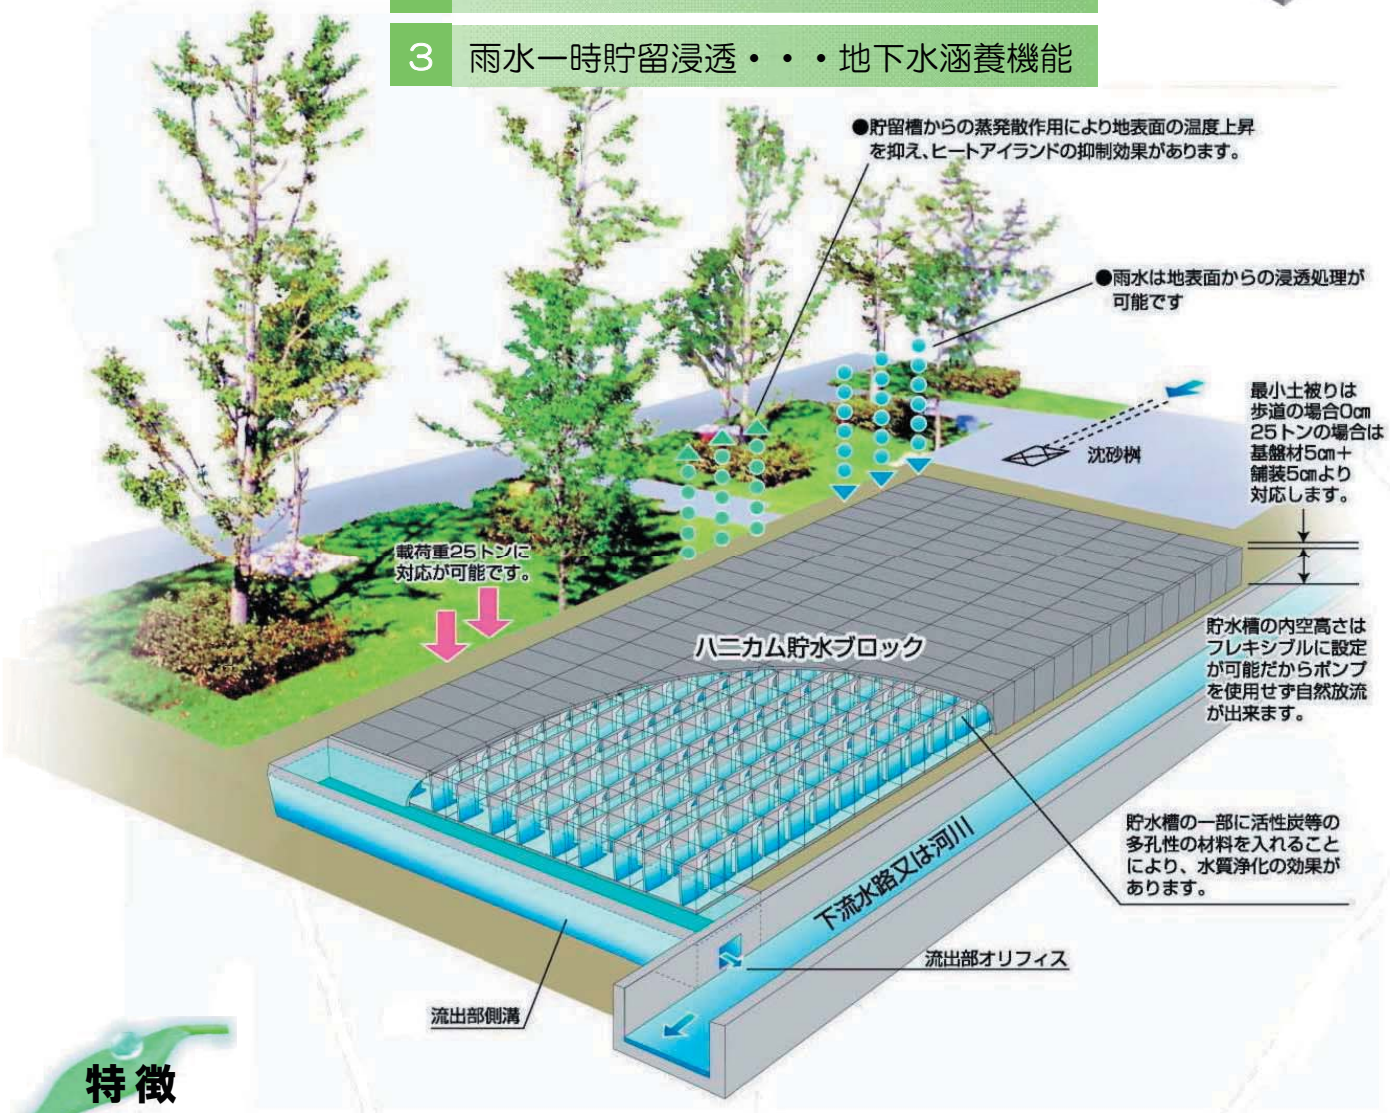 3 雨水一時貯留浸透・・・地下水涵養機能
●貯留槽からの蒸発散作用により地表面の温度上昇
を抑え、ヒートアイランドの抑制効果があります。
●雨水は地表面からの浸透処理が
可能です
最小土被りは
歩道の場合0㎝
25トンの場合は
基盤材5㎝＋
舗装5㎝より
対応します。
沈砂桝
載荷重25トンに
対応が可能です。
ハニカム貯水ブロック
貯水槽の内空高さは
フレキシブルに設定
が可能だからポンプ
を使用せず自然放流
が出来ます。
貯水槽の一部に活性炭等の
多孔性の材料を入れること
により、水質浄化の効果が
あります。
下流水路又は河川
流出部オリフィス
流出部側溝
特徴